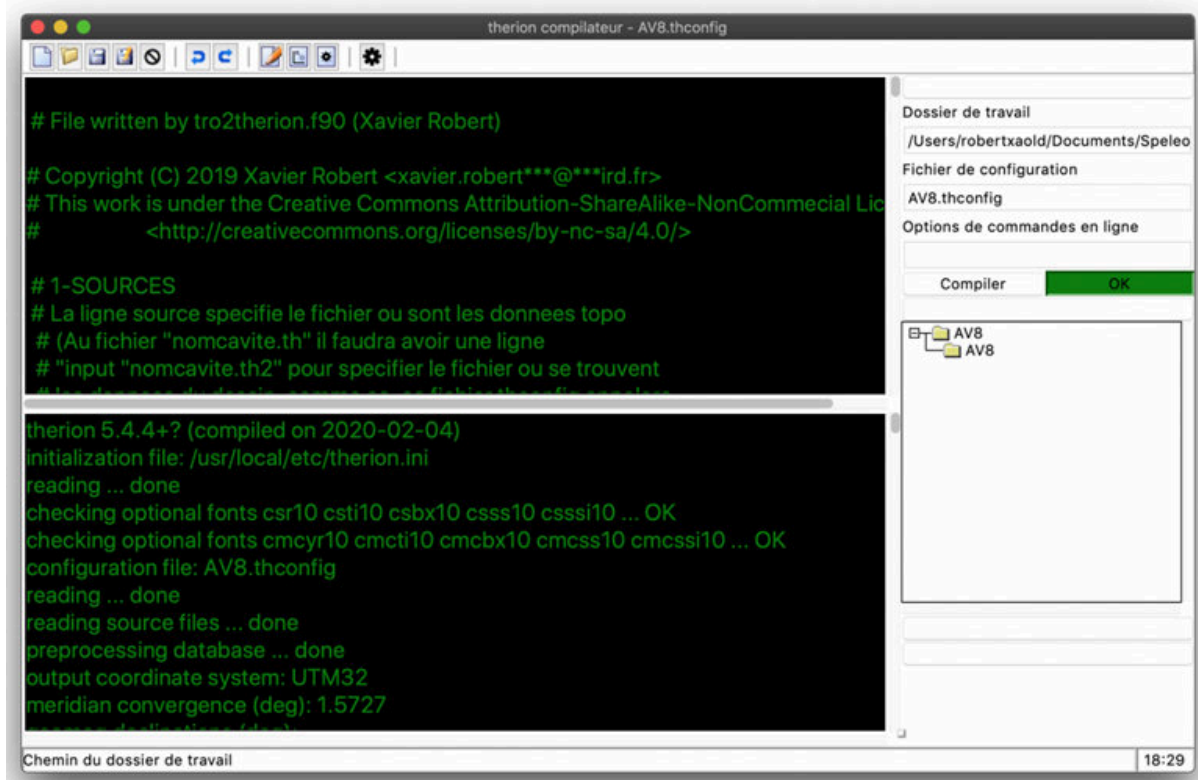 therion compilateur - AV8.thconfig
# File written by tro2therion.f90 (Xavier Robert)
# Copyright (C) 2019 Xavier Robert <xavier.robert***@***ird.fr>
# This work is under the Creative Commons Attribution-ShareAlike-NonCommecial Lic
# <http://creativecommons.org/licenses/by-nc-sa/4.0/>
# 1-SOURCES
# La ligne source specifie le fichier ou sont les donnees topo
# (Au fichier "nomcavite.th" il faudra avoir une ligne
# "input "nomcavite.th2" pour specifier le fichier ou se trouvent
therion 5.4.4+? (compiled on 2020-02-04)
initialization file: /usr/local/etc/therion.ini
reading ... done
checking optional fonts csr10 csti10 csbx10 csss10 csssi10 ... OK
checking optional fonts cmcyr10 cmcti10 cmcbx10 cmcss10 cmcssi10 ... OK
configuration file: AV8.thconfig
reading ... done
reading source files ... done
preprocessing database ... done
output coordinate system: UTM32
meridian convergence (deg): 1.5727
Dossier de travail
/Users/robertxaold/Documents/Speleo
Fichier de configuration
AV8.thconfig
Options de commandes en ligne
Compiler OK
AV8
AV8
Chemin du dossier de travail
18:29